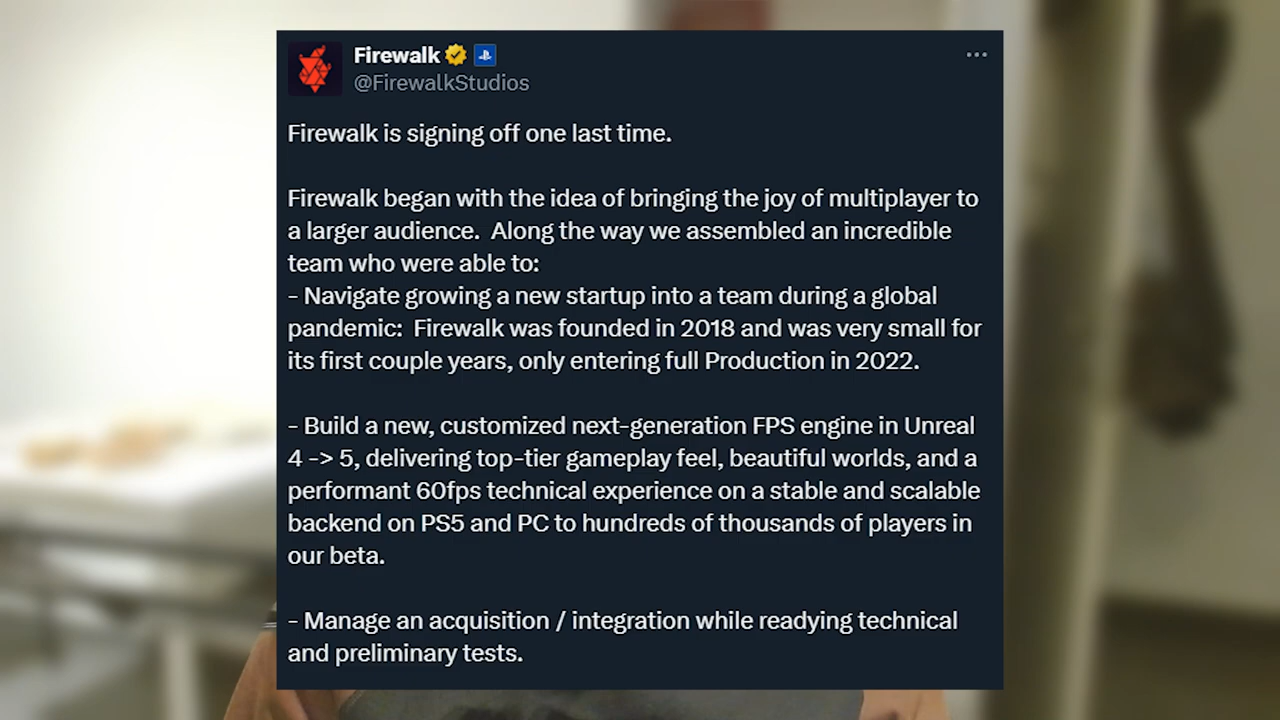 Firewalk
@FirewalkStudios
Firewalk is signing off one last time.
Firewalk began with the idea of bringing the joy of multiplayer to
a larger audience.  Along the way we assembled an incredible
team who were able to:
- Navigate growing a new startup into a team during a global
pandemic:  Firewalk was founded in 2018 and was very small for
its first couple years, only entering full Production in 2022.
- Build a new, customized next-generation FPS engine in Unreal
4 -> 5, delivering top-tier gameplay feel, beautiful worlds, and a
performant 60fps technical experience on a stable and scalable
backend on PS5 and PC to hundreds of thousands of players in
our beta.
- Manage an acquisition / integration while readying technical
and preliminary tests.